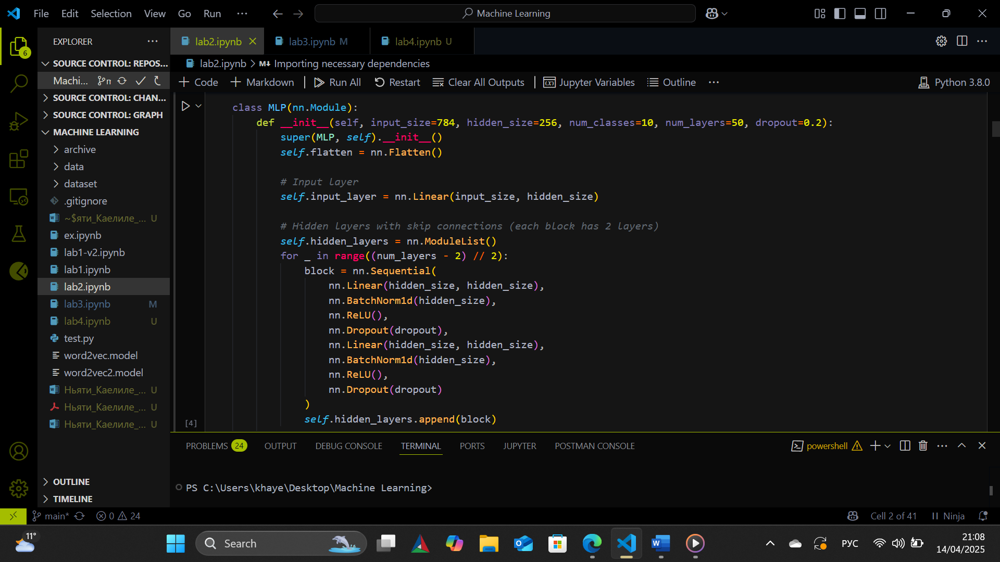 File Edit Selection View Go Run ··· Machine Learning
EXPLORER ···
SOURCE CONTROL: REPOS...
Machi...
SOURCE CONTROL: CHAN...
SOURCE CONTROL: GRAPH
MACHINE LEARNING
archive
data
dataset
.gitignore
~$яти_Каелиле_... U
ex.ipynb
lab1-v2.ipynb
lab1.ipynb
lab2.ipynb
lab3.ipynb M
lab4.ipynb U
test.py
word2vec.model
word2vec2.model
Ньяти_Каелиле_... U
Ньяти_Каелиле_... U
Ньяти_Каелиле_... U
OUTLINE
TIMELINE
6
lab2.ipynb lab3.ipynb M lab4.ipynb U
lab2.ipynb > M↓ Importing necessary dependencies
+ Code + Markdown | Run All Restart Clear All Outputs | Jupyter Variables Outline ··· Python 3.8.0
class MLP(nn.Module):
def __init__(self, input_size=784, hidden_size=256, num_classes=10, num_layers=50, dropout=0.2):
super(MLP, self).__init__()
self.flatten = nn.Flatten()
# Input layer
self.input_layer = nn.Linear(input_size, hidden_size)
# Hidden layers with skip connections (each block has 2 layers)
self.hidden_layers = nn.ModuleList()
for _ in range((num_layers - 2) // 2):
block = nn.Sequential(
nn.Linear(hidden_size, hidden_size),
nn.BatchNorm1d(hidden_size),
nn.ReLU(),
nn.Dropout(dropout),
nn.Linear(hidden_size, hidden_size),
nn.BatchNorm1d(hidden_size),
nn.ReLU(),
nn.Dropout(dropout)
)
self.hidden_layers.append(block)
[4]
PROBLEMS 24 OUTPUT DEBUG CONSOLE TERMINAL PORTS JUPYTER POSTMAN CONSOLE powershell
PS C:\Users\khaye\Desktop\Machine Learning>
main* 0 24 Cell 2 of 41 Ninja
11° Search РУС 21:08
14/04/2025